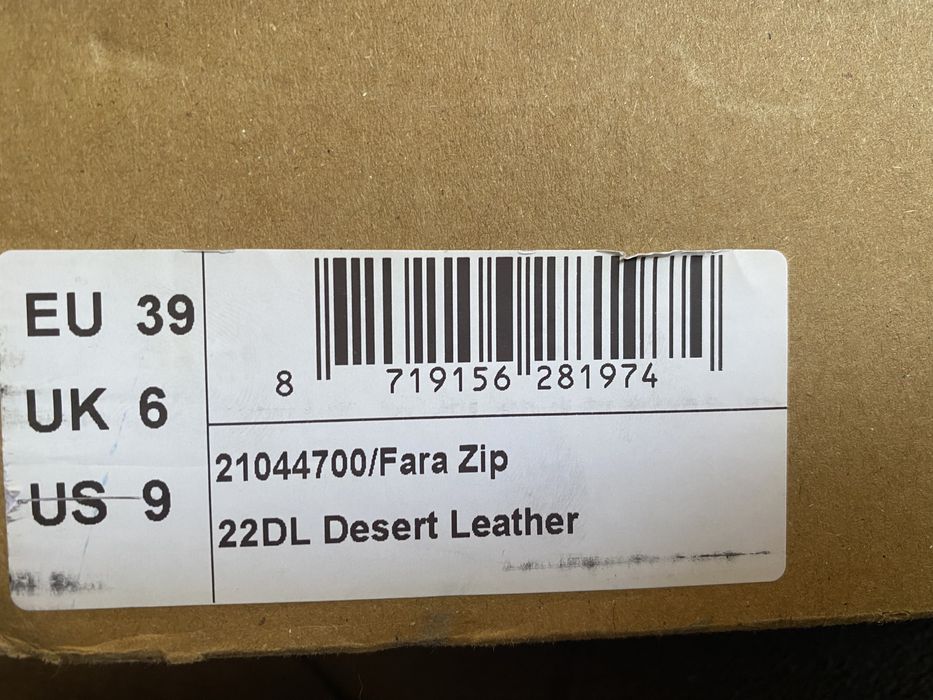 EU 39
UK 6
US 9
8 719156 281974
21044700/Fara Zip
22DL Desert Leather